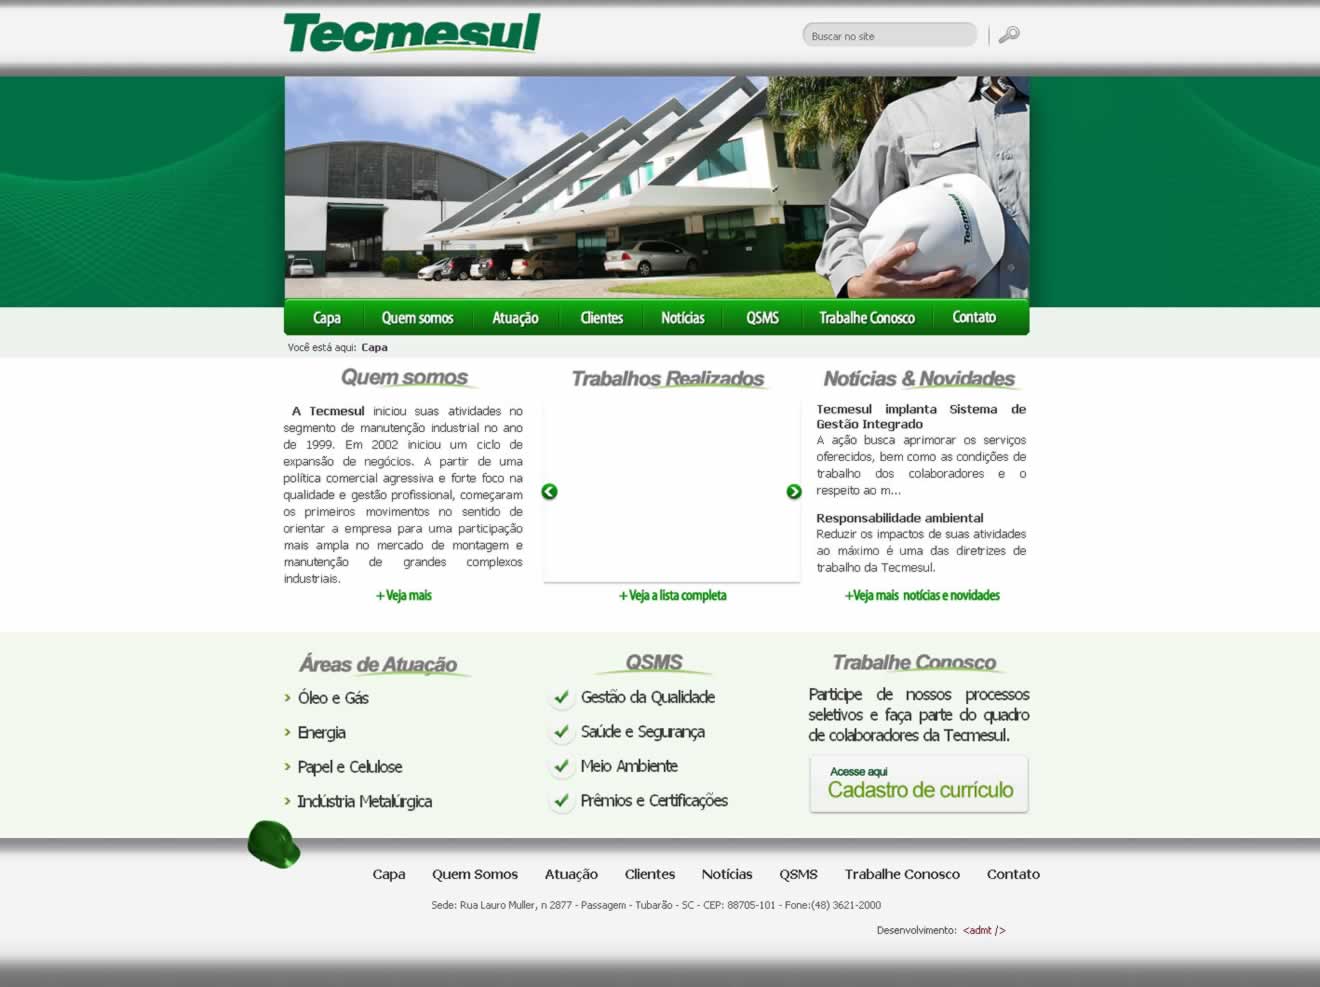 Tecmesul
Buscar no site
Tecmesul
Capa
Quem somos
Atuação
Clientes
Notícias
QSMS
Trabalhe Conosco
Contato
Você está aqui: Capa
Quem somos
A Tecmesul iniciou suas atividades no
segmento de manutenção industrial no ano
de 1999. Em 2002 iniciou um ciclo de
expansão de negócios. A partir de uma
política comercial agressiva e forte foco na
qualidade e gestão profissional, começaram
os primeiros movimentos no sentido de
orientar a empresa para uma participação
mais ampla no mercado de montagem e
manutenção de grandes complexos
industriais.
+ Veja mais
Trabalhos Realizados
+ Veja a lista completa
Notícias & Novidades
Tecmesul implanta Sistema de
Gestão Integrado
A ação busca aprimorar os serviços
oferecidos, bem como as condições de
trabalho dos colaboradores e o
respeito ao m...
Responsabilidade ambiental
Reduzir os impactos de suas atividades
ao máximo é uma das diretrizes de
trabalho da Tecmesul.
+Veja mais notícias e novidades
Áreas de Atuação
Óleo e Gás
Energia
Papel e Celulose
Indústria Metalúrgica
QSMS
Gestão da Qualidade
Saúde e Segurança
Meio Ambiente
Prêmios e Certificações
Trabalhe Conosco
Participe de nossos processos
seletivos e faça parte do quadro
de colaboradores da Tecmesul.
Acesse aqui
Cadastro de currículo
Capa
Quem Somos
Atuação
Clientes
Notícias
QSMS
Trabalhe Conosco
Contato
Sede: Rua Lauro Muller, n 2877 - Passagem - Tubarão - SC - CEP: 88705-101 - Fone:(48) 3621-2000
Desenvolvimento: <admt />